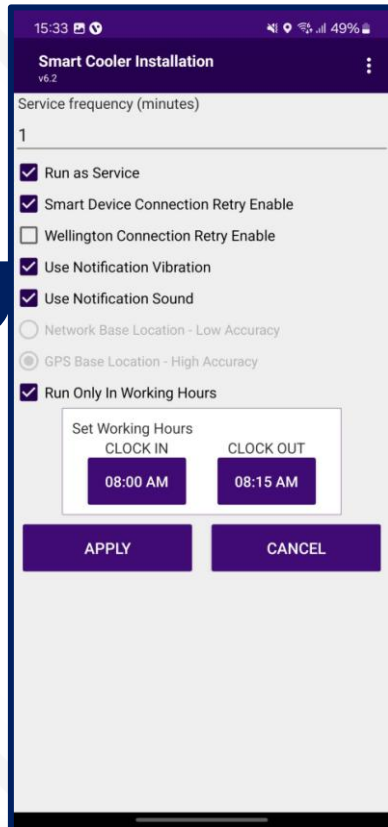 15:33 49%
Smart Cooler Installation
v6.2
Service frequency (minutes)
1
Run as Service
Smart Device Connection Retry Enable
Wellington Connection Retry Enable
Use Notification Vibration
Use Notification Sound
Network Base Location - Low Accuracy
GPS Base Location - High Accuracy
Run Only In Working Hours
Set Working Hours
CLOCK IN CLOCK OUT
08:00 AM 08:15 AM
APPLY CANCEL